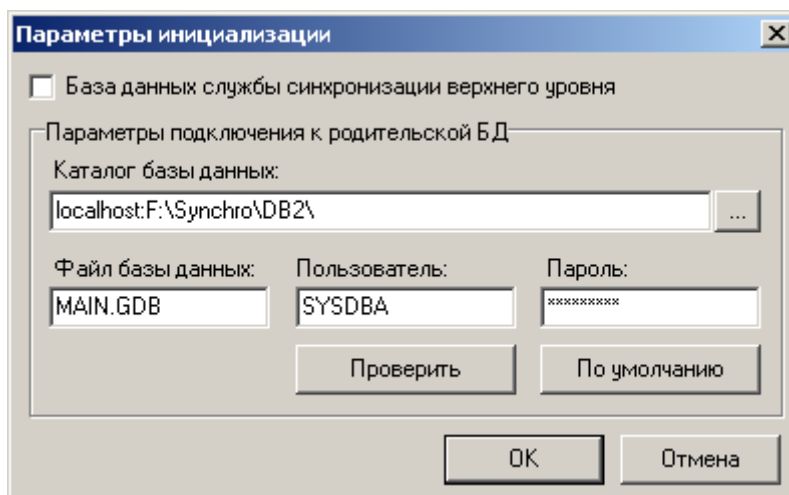 Параметры инициализации
База данных службы синхронизации верхнего уровня
Параметры подключения к родительской БД
Каталог базы данных:
localhost:F:\Synchro\DB2\
...
Файл базы данных: Пользователь: Пароль:
MAIN.GDB SYSDBA ×××××××××
Проверить По умолчанию
OK Отмена